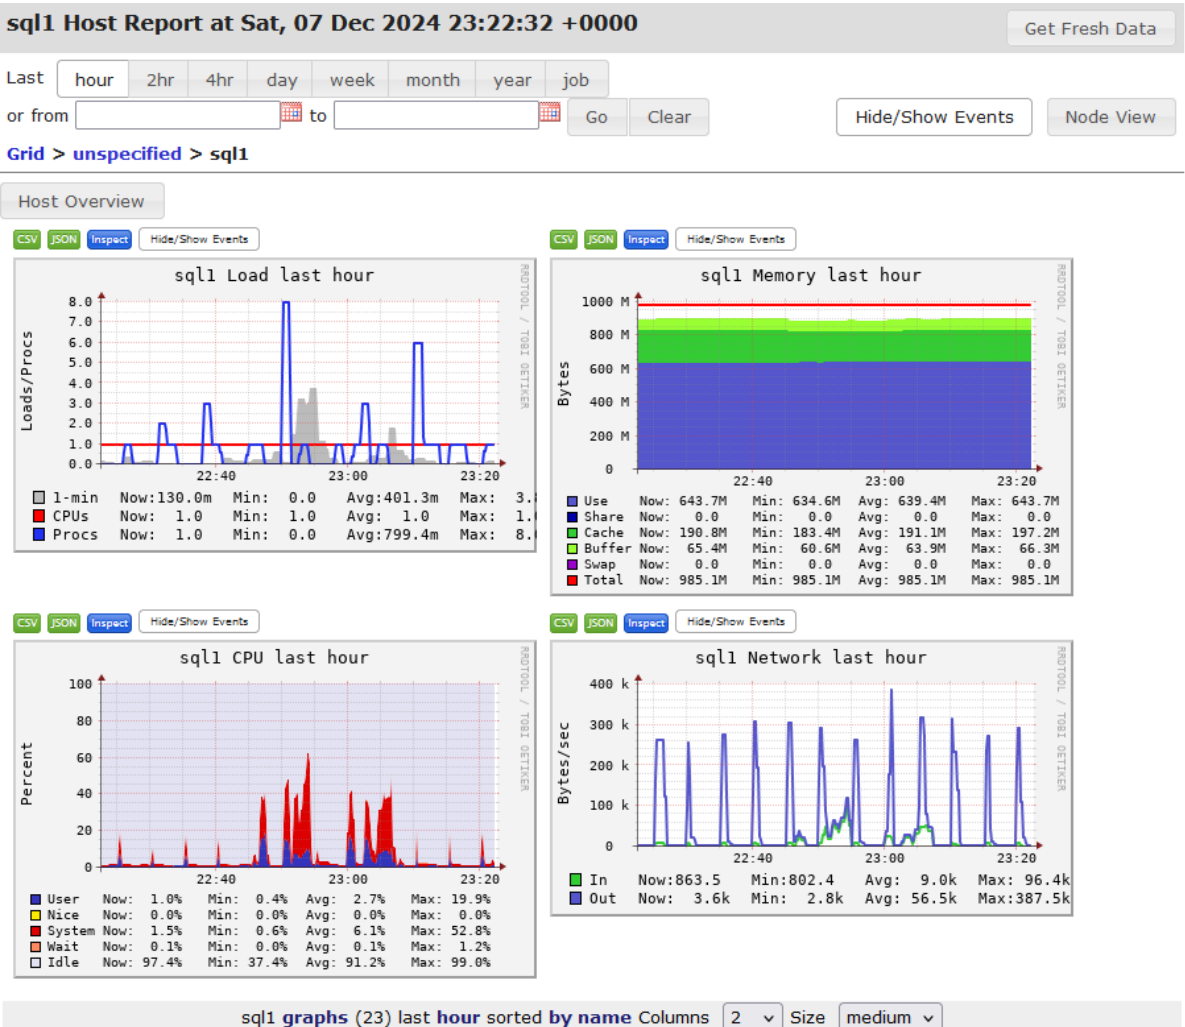 sql1 Host Report at Sat, 07 Dec 2024 23:22:32 +0000
Get Fresh Data
Last hour 2hr 4hr day week month year job
or from to Go Clear
Hide/Show Events Node View
Grid > unspecified > sql1
Host Overview
CSV JSON Inspect Hide/Show Events
sql1 Load last hour
RRDTOOL / TOBI OETIKER
Loads/Procs
8.0
7.0
6.0
5.0
4.0
3.0
2.0
1.0
0.0
22:40 23:00 23:20
1-min Now:130.0m Min: 0.0 Avg:401.3m Max: 3.8
CPUs Now: 1.0 Min: 1.0 Avg: 1.0 Max: 1.0
Procs Now: 1.0 Min: 0.0 Avg:799.4m Max: 8.0
CSV JSON Inspect Hide/Show Events
sql1 Memory last hour
RRDTOOL / TOBI OETIKER
Bytes
1000 M
800 M
600 M
400 M
200 M
0
22:40 23:00 23:20
Use Now: 643.7M Min: 634.6M Avg: 639.4M Max: 643.7M
Share Now: 0.0 Min: 0.0 Avg: 0.0 Max: 0.0
Cache Now: 190.8M Min: 183.4M Avg: 191.1M Max: 197.2M
Buffer Now: 65.4M Min: 60.6M Avg: 63.9M Max: 66.3M
Swap Now: 0.0 Min: 0.0 Avg: 0.0 Max: 0.0
Total Now: 985.1M Min: 985.1M Avg: 985.1M Max: 985.1M
CSV JSON Inspect Hide/Show Events
sql1 CPU last hour
RRDTOOL / TOBI OETIKER
Percent
100
80
60
40
20
0
22:40 23:00 23:20
User Now: 1.0% Min: 0.4% Avg: 2.7% Max: 19.9%
Nice Now: 0.0% Min: 0.0% Avg: 0.0% Max: 0.0%
System Now: 1.5% Min: 0.6% Avg: 6.1% Max: 52.8%
Wait Now: 0.1% Min: 0.0% Avg: 0.1% Max: 1.2%
Idle Now: 97.4% Min: 37.4% Avg: 91.2% Max: 99.0%
CSV JSON Inspect Hide/Show Events
sql1 Network last hour
RRDTOOL / TOBI OETIKER
Bytes/sec
400 k
300 k
200 k
100 k
0
22:40 23:00 23:20
In Now:863.5 Min:802.4 Avg: 9.0k Max: 96.4k
Out Now: 3.6k Min: 2.8k Avg: 56.5k Max:387.5k
sql1 graphs (23) last hour sorted by name Columns 2 Size medium